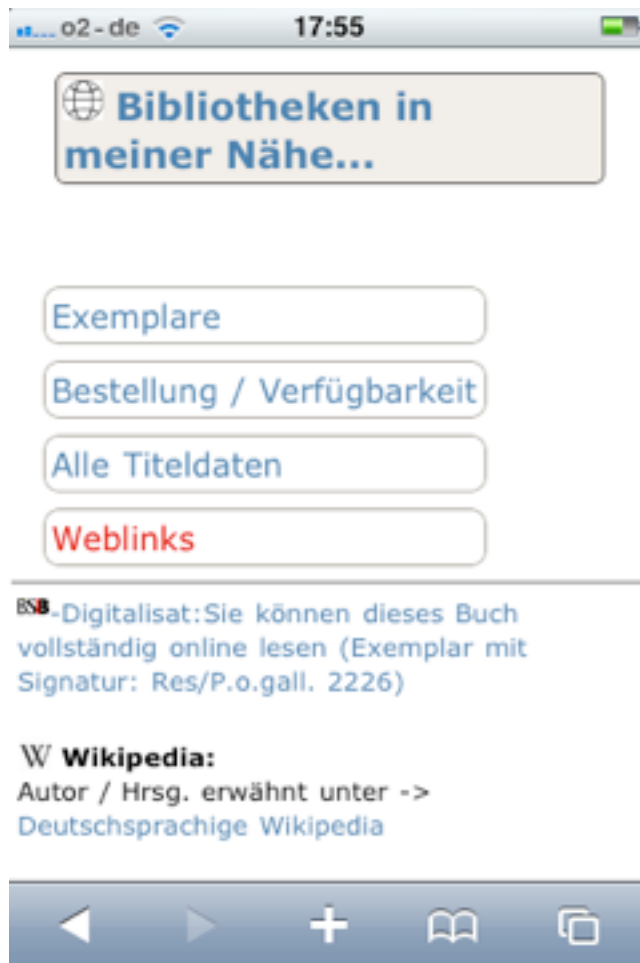 o2-de 17:55
Bibliotheken in
meiner Nähe...
Exemplare
Bestellung / Verfügbarkeit
Alle Titeldaten
Weblinks
BSB-Digitalisat:Sie können dieses Buch
vollständig online lesen (Exemplar mit
Signatur: Res/P.o.gall. 2226)
W Wikipedia:
Autor / Hrsg. erwähnt unter ->
Deutschsprachige Wikipedia